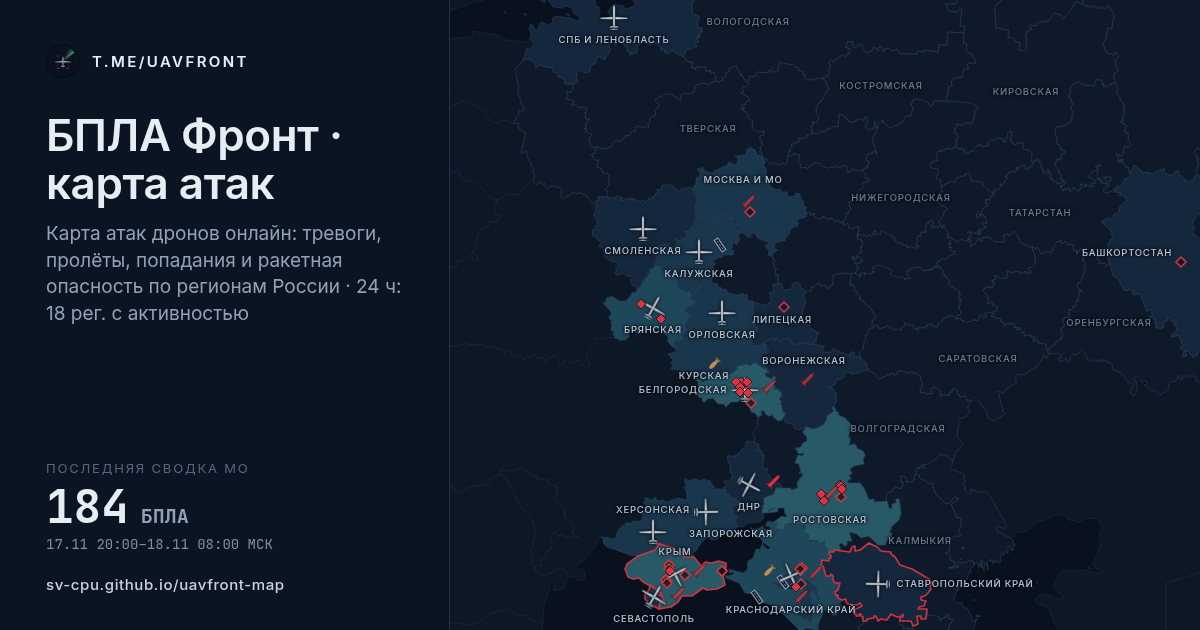 T.ME/UAVFRONT
БПЛА Фронт ·
карта атак
Карта атак дронов онлайн: тревоги,
пролёты, попадания и ракетная
опасность по регионам России · 24 ч:
18 рег. с активностью
ПОСЛЕДНЯЯ СВОДКА МО
184 БПЛА
17.11 20:00–18.11 08:00 МСК
sv-cpu.github.io/uavfront-map
ВОЛОГОДСКАЯ
СПБ И ЛЕНОБЛАСТЬ
КОСТРОМСКАЯ
КИРОВСКАЯ
ТВЕРСКАЯ
МОСКВА И МО
НИЖЕГОРОДСКАЯ
ТАТАРСТАН
СМОЛЕНСКАЯ
БАШКОРТОСТАН
КАЛУЖСКАЯ
ЛИПЕЦКАЯ
ОРЕНБУРГСКАЯ
БРЯНСКАЯ
ОРЛОВСКАЯ
ВОРОНЕЖСКАЯ
САРАТОВСКАЯ
КУРСКАЯ
БЕЛГОРОДСКАЯ
ВОЛГОГРАДСКАЯ
ДНР
ХЕРСОНСКАЯ
РОСТОВСКАЯ
ЗАПОРОЖСКАЯ
КАЛМЫКИЯ
КРЫМ
СТАВРОПОЛЬСКИЙ КРАЙ
КРАСНОДАРСКИЙ КРАЙ
СЕВАСТОПОЛЬ